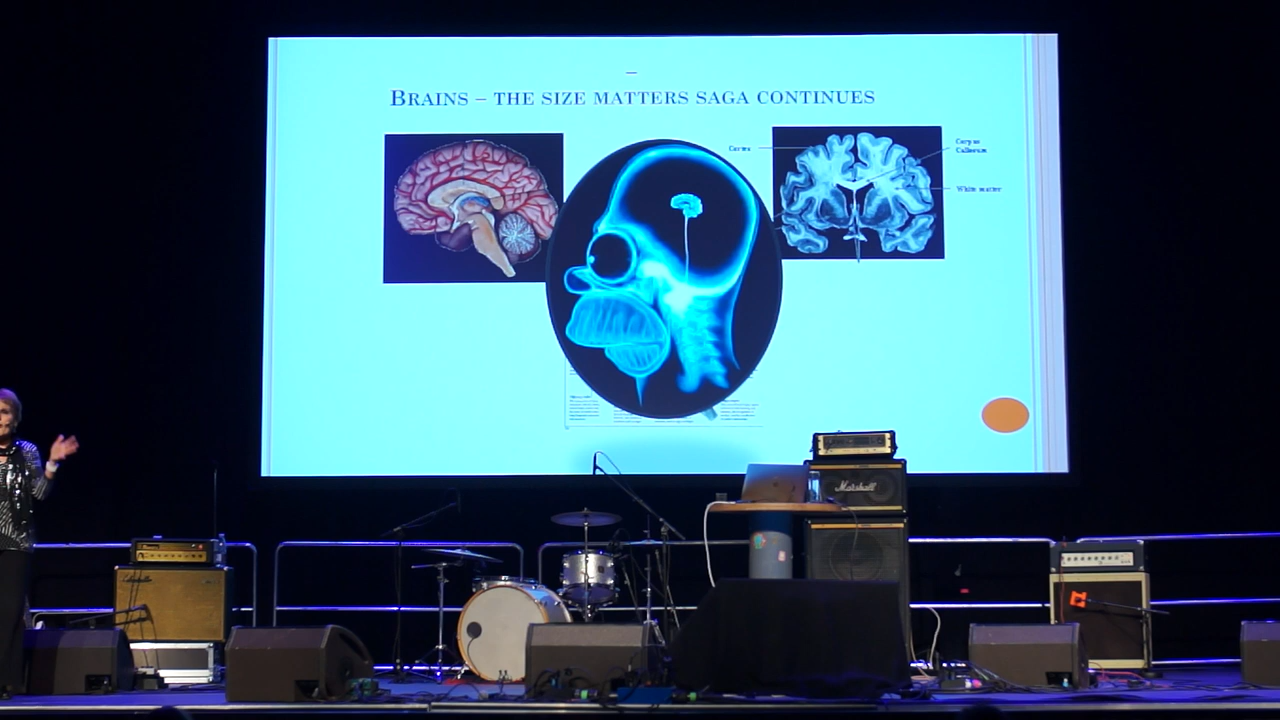 BRAINS – THE SIZE MATTERS SAGA CONTINUES
Cortex
Corpus
Callosum
White matter
Marshall